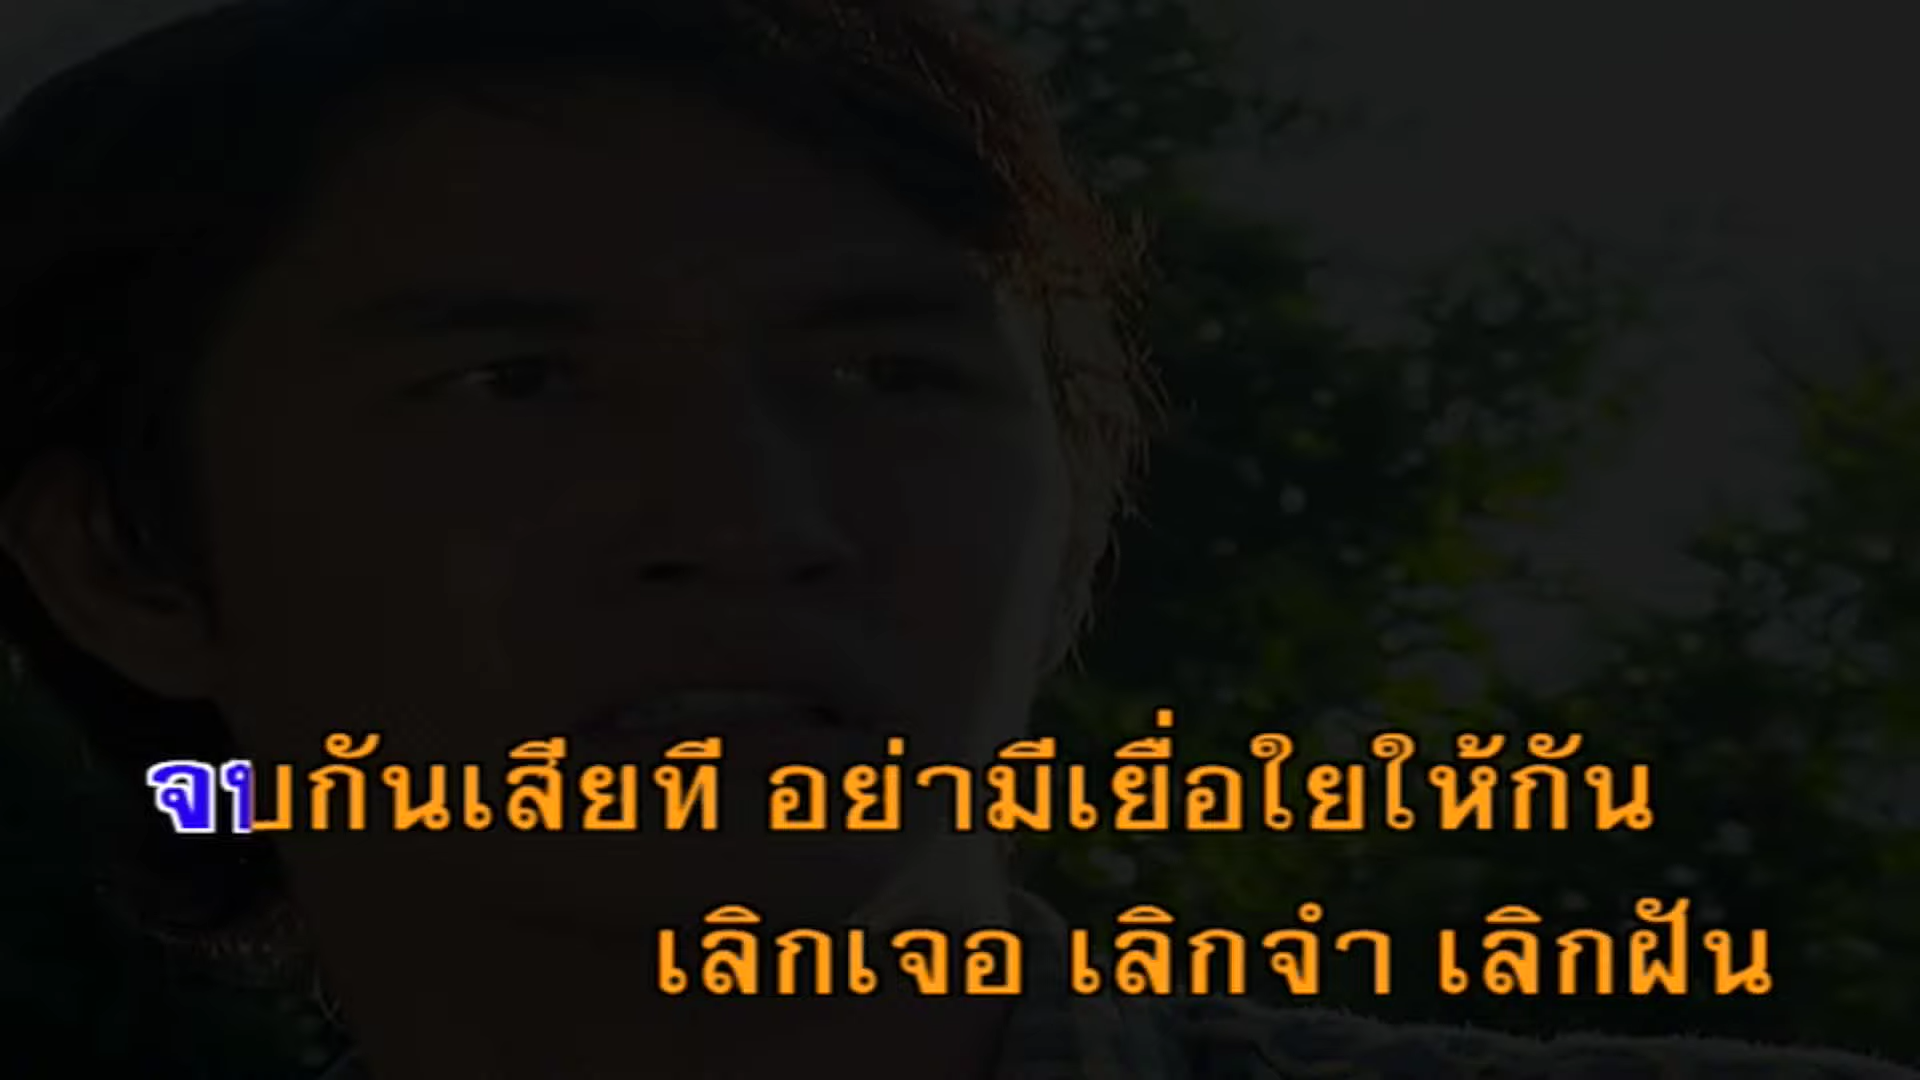 จบกันเสียที อย่ามีเยื่อใยให้กัน
เลิกเจอ เลิกจำ เลิกฝัน